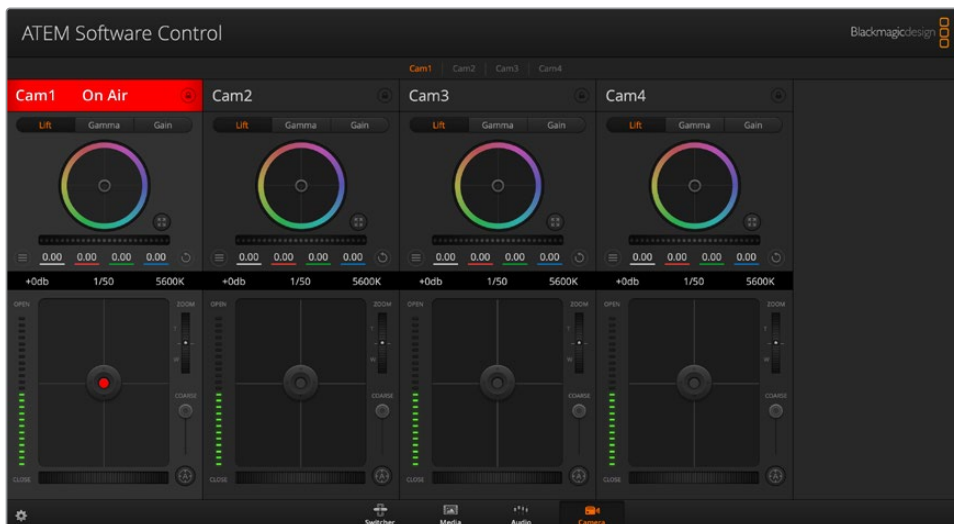 ATEM Software Control
Blackmagicdesign
Cam1 Cam2 Cam3 Cam4
Cam1 On Air Cam2 Cam3 Cam4
Lift Gamma Gain Lift Gamma Gain Lift Gamma Gain Lift Gamma Gain
0.00 0.00 0.00 0.00 0.00 0.00 0.00 0.00 0.00 0.00 0.00 0.00 0.00 0.00 0.00 0.00
+0db 1/50 5600K +0db 1/50 5600K +0db 1/50 5600K +0db 1/50 5600K
OPEN ZOOM OPEN ZOOM OPEN ZOOM OPEN ZOOM
T T T T
W W W W
COARSE COARSE COARSE COARSE
CLOSE A CLOSE A CLOSE A CLOSE A
Switcher Media Audio Camera